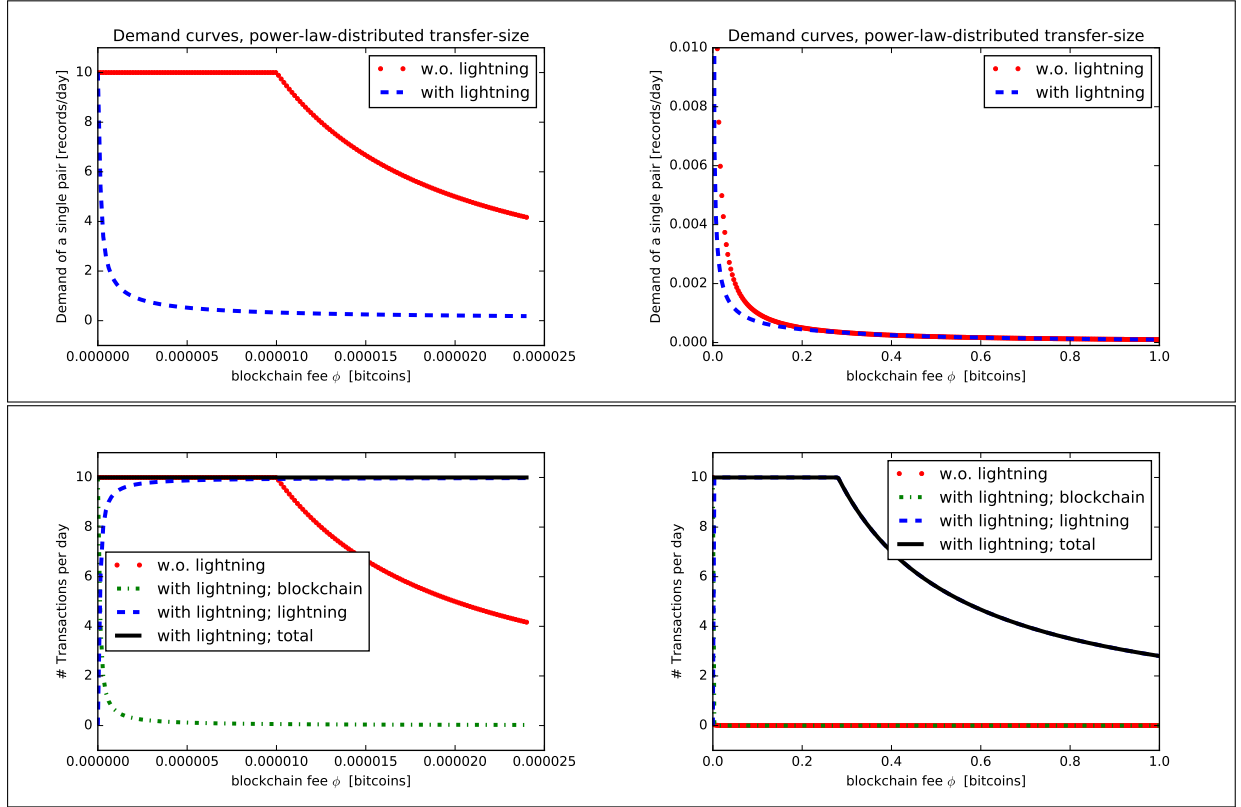 Demand curves, power-law-distributed transfer-size
Demand of a single pair [records/day]
10
8
6
4
2
0
w.o. lightning
with lightning
0.000000 0.000005 0.000010 0.000015 0.000020 0.000025
blockchain fee ϕ [bitcoins]
Demand curves, power-law-distributed transfer-size
Demand of a single pair [records/day]
0.010
0.008
0.006
0.004
0.002
0.000
w.o. lightning
with lightning
0.0 0.2 0.4 0.6 0.8 1.0
blockchain fee ϕ [bitcoins]
# Transactions per day
10
8
6
4
2
0
w.o. lightning
with lightning; blockchain
with lightning; lightning
with lightning; total
0.000000 0.000005 0.000010 0.000015 0.000020 0.000025
blockchain fee ϕ [bitcoins]
# Transactions per day
10
8
6
4
2
0
w.o. lightning
with lightning; blockchain
with lightning; lightning
with lightning; total
0.0 0.2 0.4 0.6 0.8 1.0
blockchain fee ϕ [bitcoins]